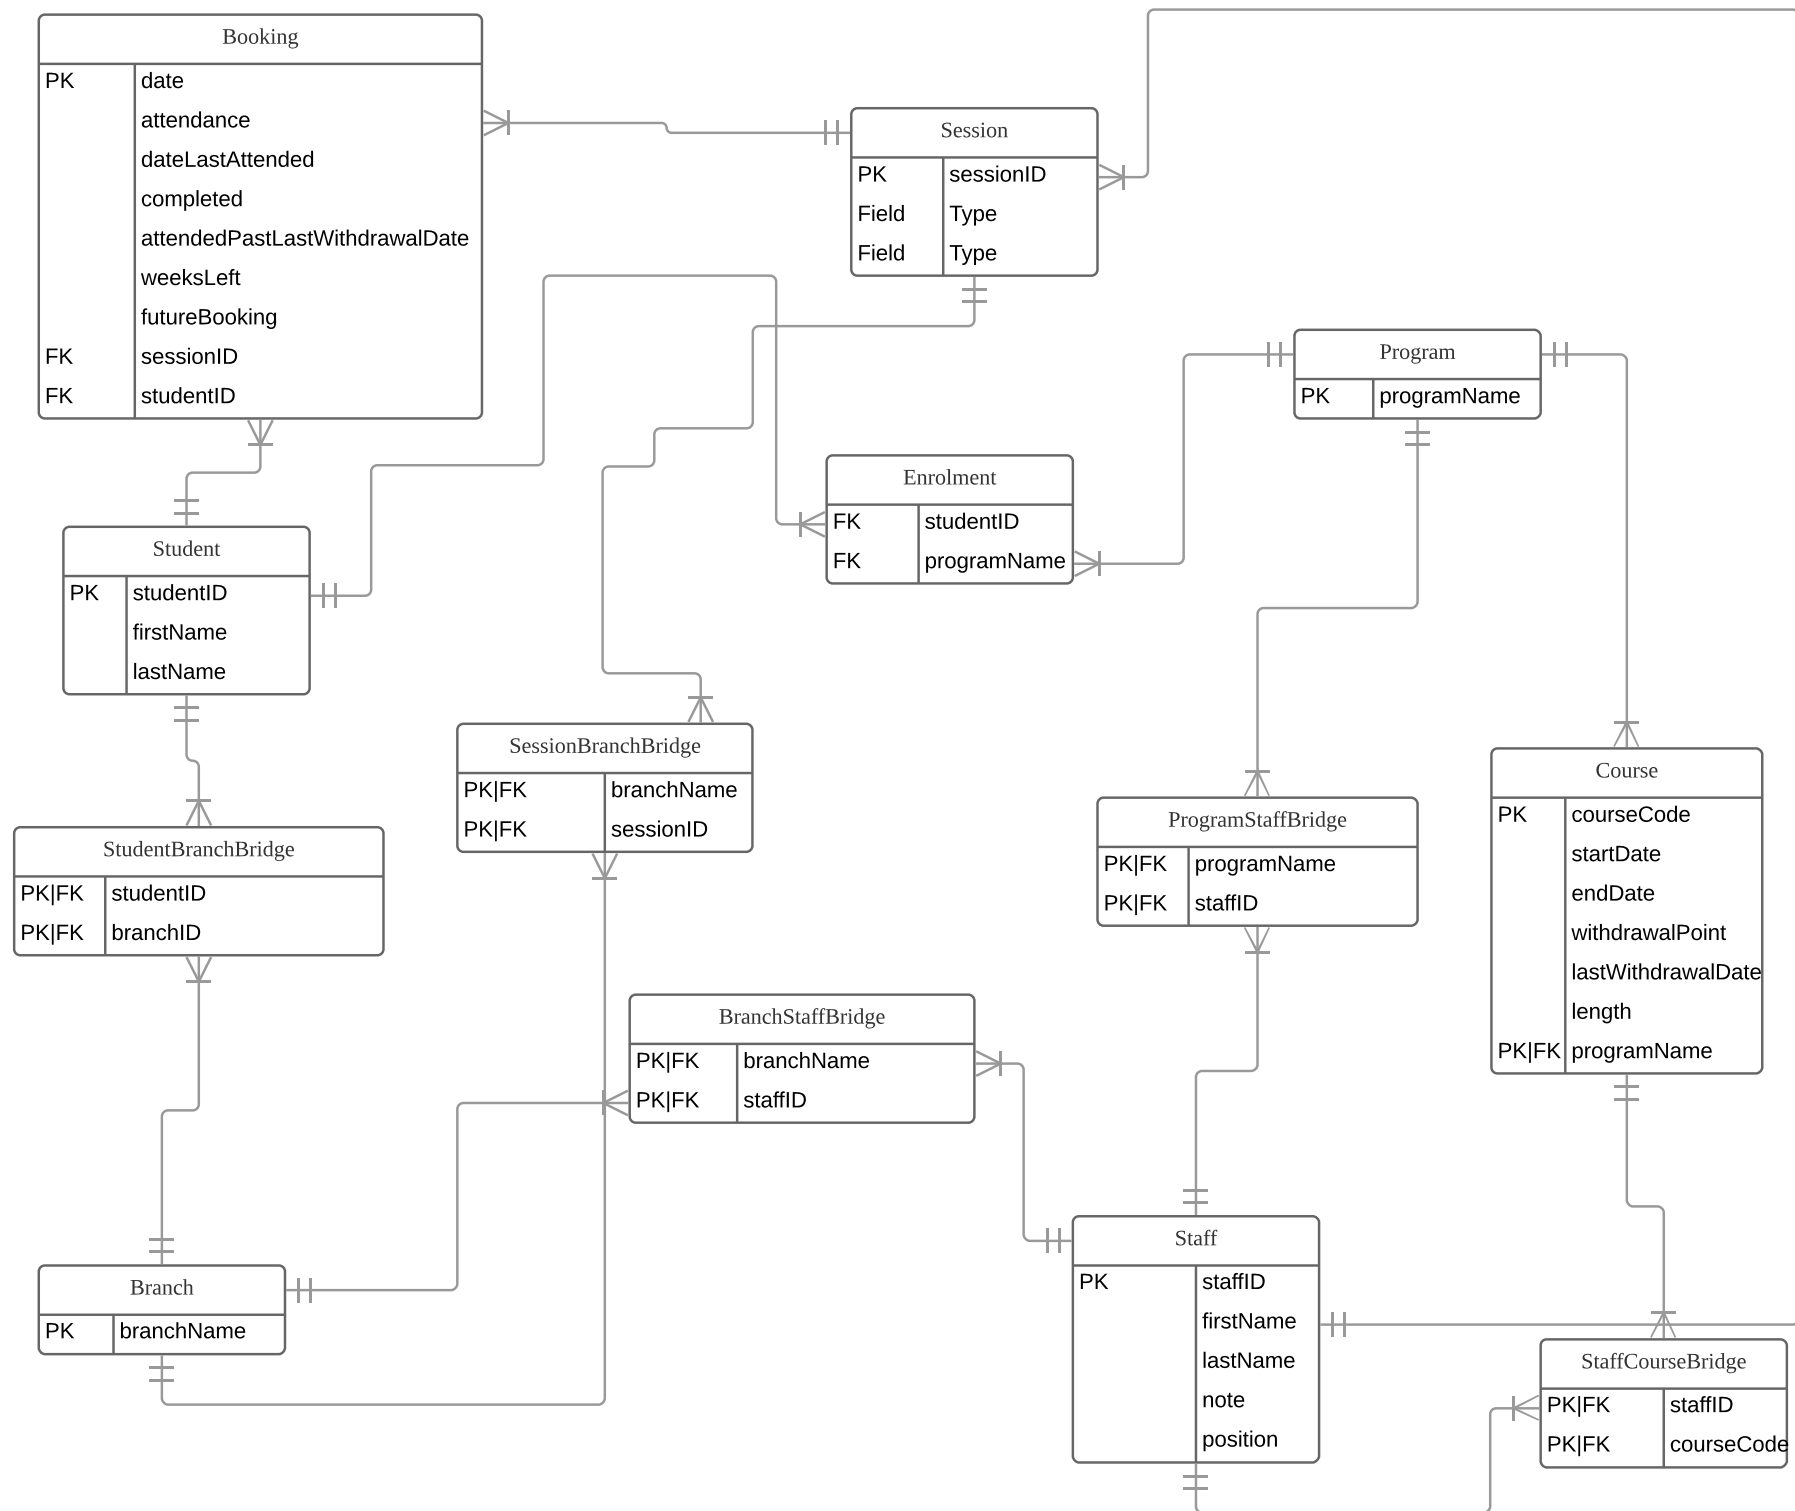 Booking
PK date
attendance
dateLastAttended
completed
attendedPastLastWithdrawalDate
weeksLeft
futureBooking
FK sessionID
FK studentID
Session
PK sessionID
Field Type
Field Type
Program
PK programName
Enrolment
FK studentID
FK programName
Student
PK studentID
firstName
lastName
SessionBranchBridge
PK|FK branchName
PK|FK sessionID
Course
PK courseCode
startDate
endDate
withdrawalPoint
lastWithdrawalDate
length
PK|FK programName
ProgramStaffBridge
PK|FK programName
PK|FK staffID
StudentBranchBridge
PK|FK studentID
PK|FK branchID
BranchStaffBridge
PK|FK branchName
PK|FK staffID
Staff
PK staffID
firstName
lastName
note
position
Branch
PK branchName
StaffCourseBridge
PK|FK staffID
PK|FK courseCode